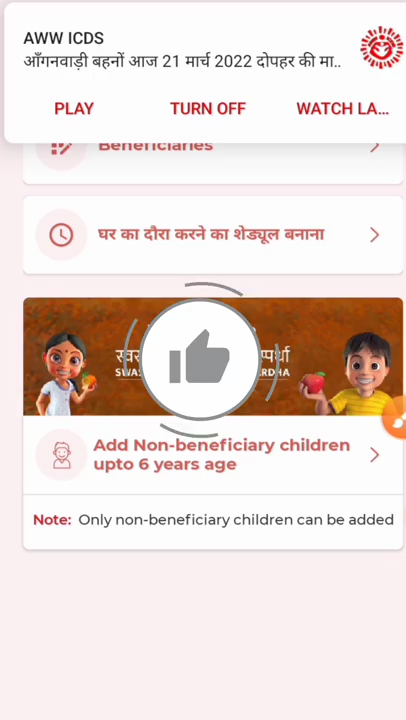 AWW ICDS
आँगनवाड़ी बहनों आज 21 मार्च 2022 दोपहर की मा..
PLAY TURN OFF WATCH LA...
Beneficiaries
घर का दौरा करने का शेड्यूल बनाना
Add Non-beneficiary children
upto 6 years age
Note: Only non-beneficiary children can be added